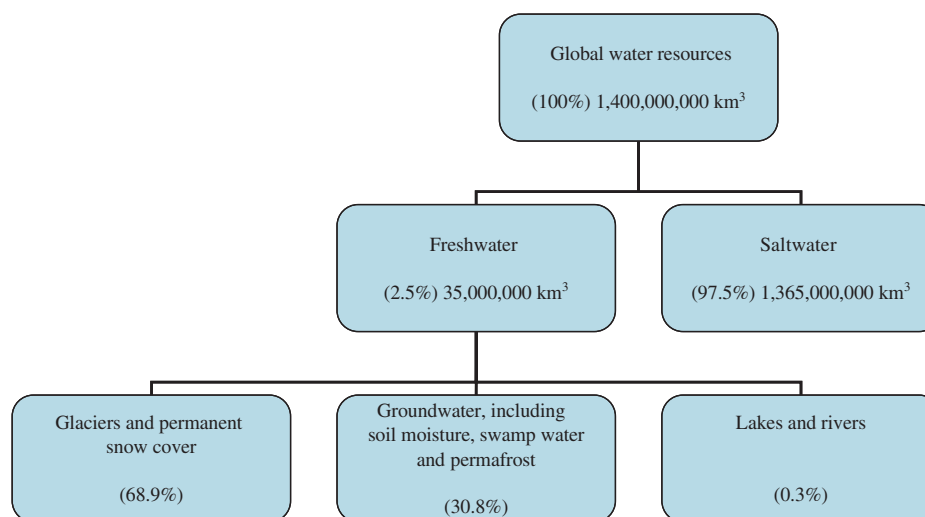 Global water resources
(100%) 1,400,000,000 km³
Freshwater
(2.5%) 35,000,000 km³
Saltwater
(97.5%) 1,365,000,000 km³
Glaciers and permanent
snow cover
(68.9%)
Groundwater, including
soil moisture, swamp water
and permafrost
(30.8%)
Lakes and rivers
(0.3%)